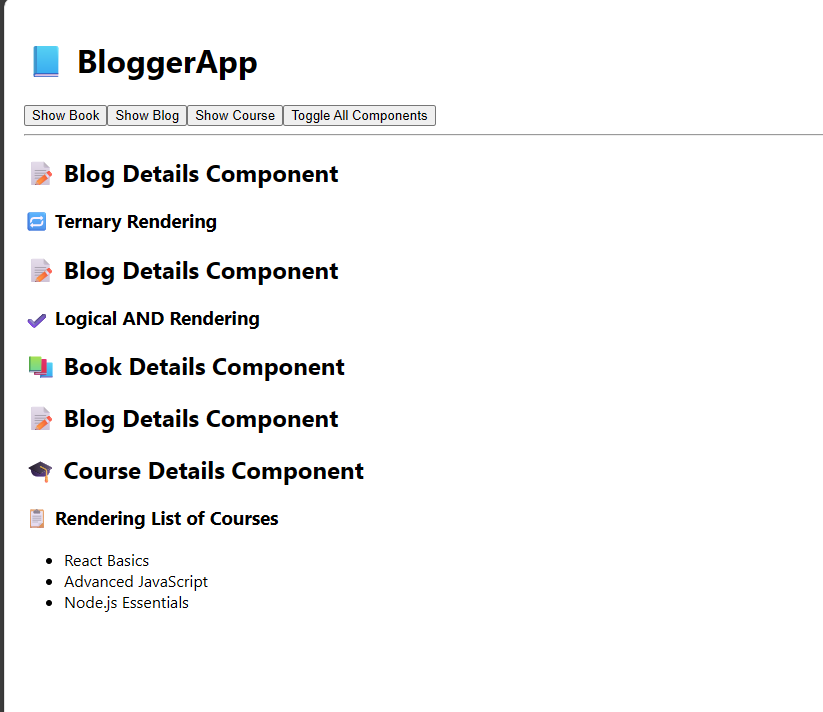 BloggerApp
Show Book Show Blog Show Course Toggle All Components
Blog Details Component
Ternary Rendering
Blog Details Component
Logical AND Rendering
Book Details Component
Blog Details Component
Course Details Component
Rendering List of Courses
React Basics
Advanced JavaScript
Node.js Essentials